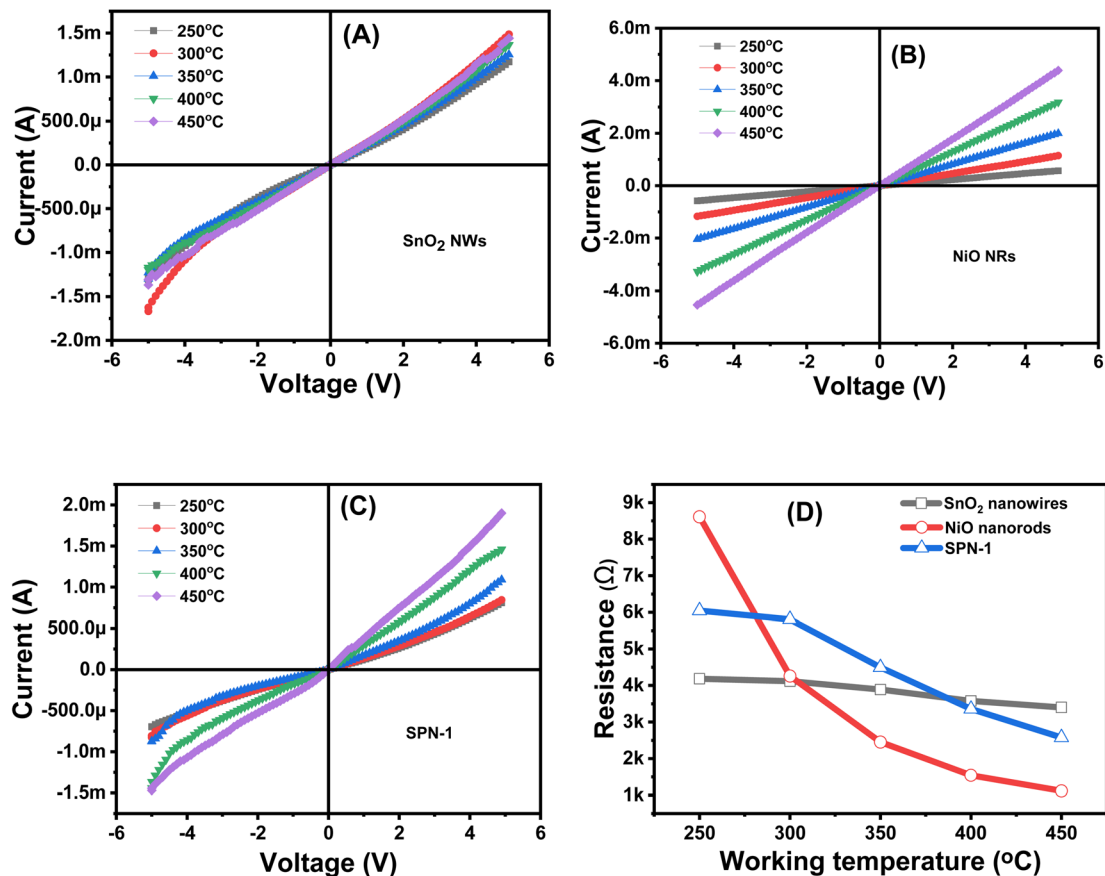 (A)
250°C
300°C
350°C
400°C
450°C
1.5m
1.0m
500.0µ
0.0
-500.0µ
-1.0m
-1.5m
-2.0m
Current (A)
SnO₂ NWs
-6 -4 -2 0 2 4 6
Voltage (V)
(B)
250°C
300°C
350°C
400°C
450°C
6.0m
4.0m
2.0m
0.0
-2.0m
-4.0m
-6.0m
Current (A)
NiO NRs
-6 -4 -2 0 2 4 6
Voltage (V)
(C)
250°C
300°C
350°C
400°C
450°C
2.0m
1.5m
1.0m
500.0µ
0.0
-500.0µ
-1.0m
-1.5m
Current (A)
SPN-1
-6 -4 -2 0 2 4 6
Voltage (V)
(D)
SnO₂ nanowires
NiO nanorods
SPN-1
9k
8k
7k
6k
5k
4k
3k
2k
1k
Resistance (Ω)
250 300 350 400 450
Working temperature (°C)